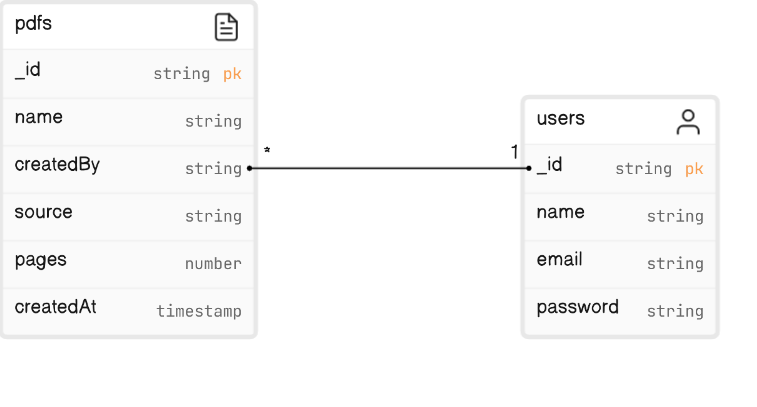 pdfs
_id string pk
name string
createdBy string
source string
pages number
createdAt timestamp
* 1
users
_id string pk
name string
email string
password string